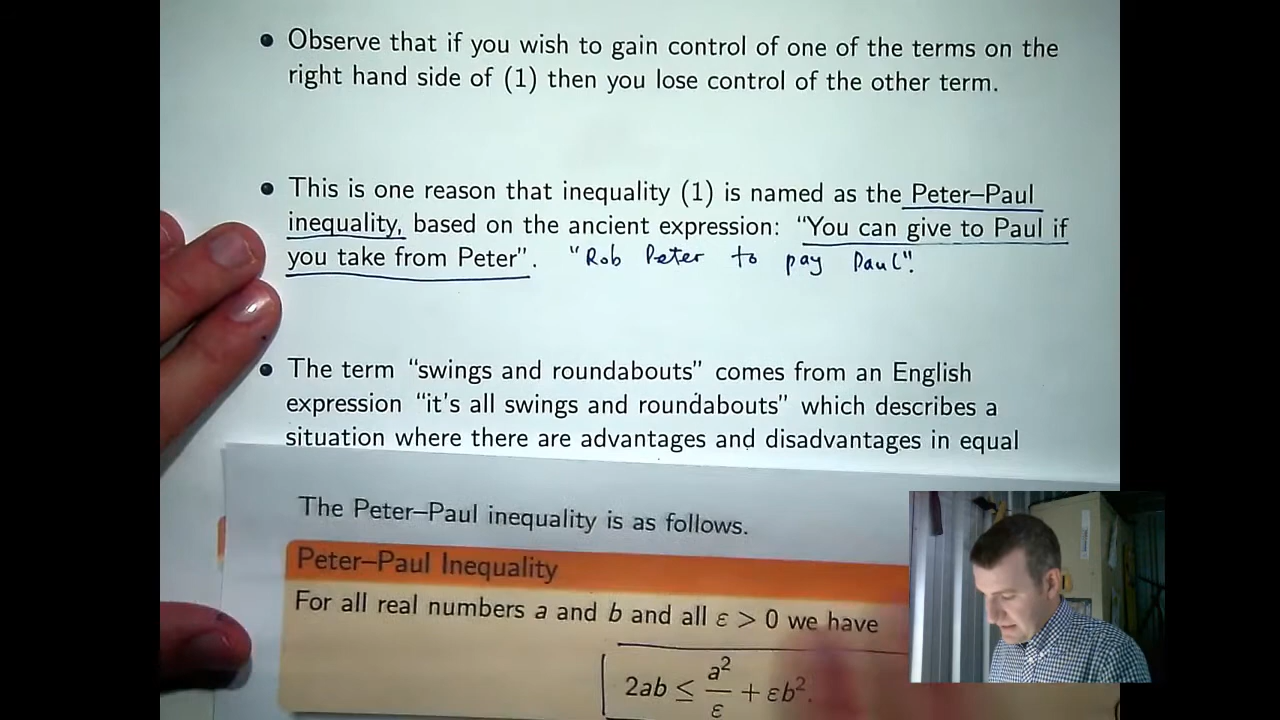 • Observe that if you wish to gain control of one of the terms on the
right hand side of (1) then you lose control of the other term.
• This is one reason that inequality (1) is named as the Peter–Paul
inequality, based on the ancient expression: “You can give to Paul if
you take from Peter”. “Rob Peter to pay Paul”.
• The term “swings and roundabouts” comes from an English
expression “it's all swings and roundabouts” which describes a
situation where there are advantages and disadvantages in equal
The Peter–Paul inequality is as follows.
Peter–Paul Inequality
For all real numbers a and b and all ε > 0 we have
2ab ≤ a²/ε + εb².